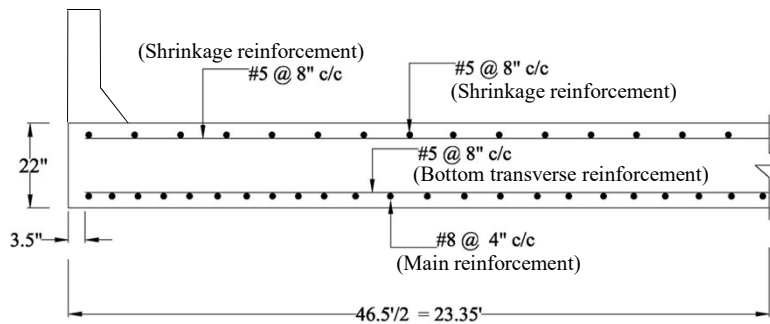 (Shrinkage reinforcement)
#5 @ 8" c/c
#5 @ 8" c/c
(Shrinkage reinforcement)
#5 @ 8" c/c
(Bottom transverse reinforcement)
22"
3.5"
#8 @ 4" c/c
(Main reinforcement)
46.5'/2 = 23.35'